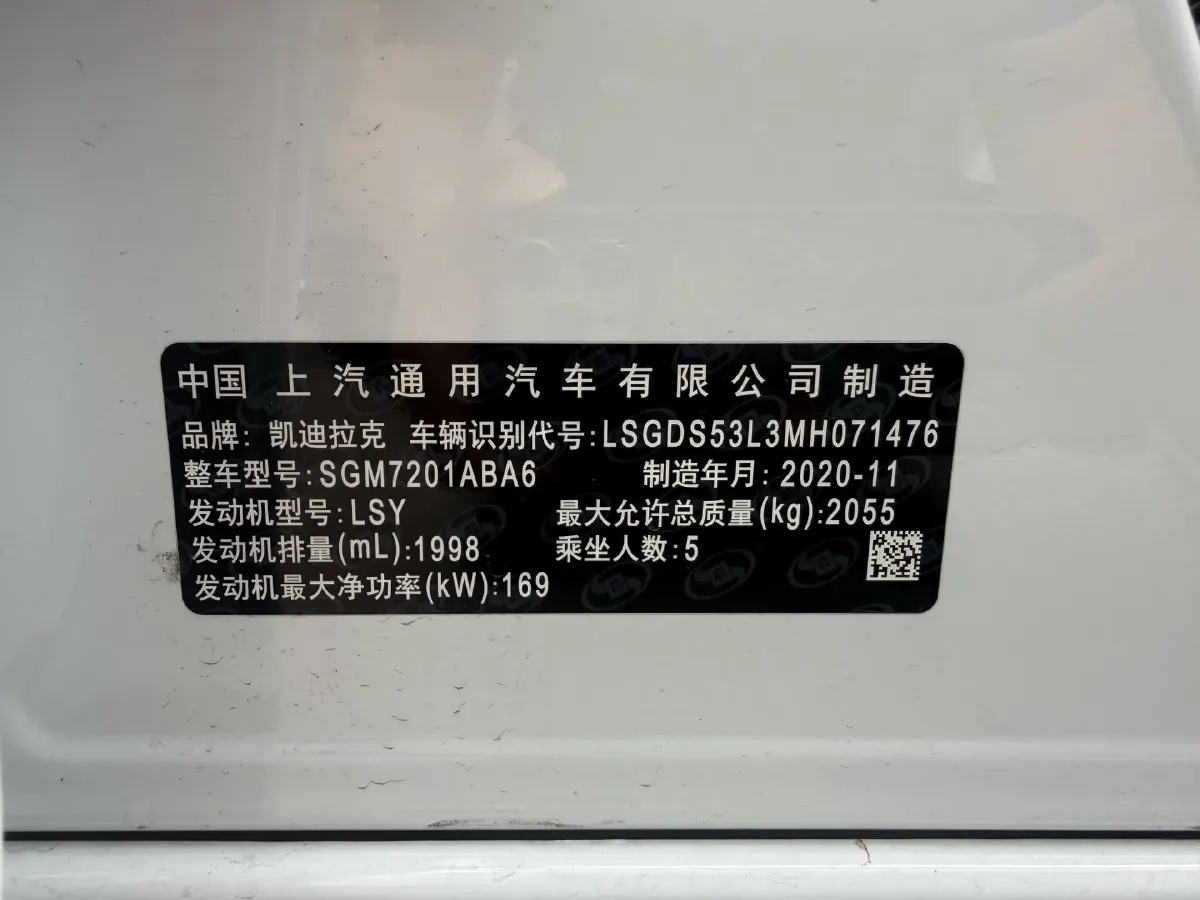 中国 上汽通用汽车有限公司制造
品牌: 凯迪拉克 车辆识别代号:LSGDS53L3MH071476
整车型号:SGM7201ABA6 制造年月: 2020-11
发动机型号:LSY 最大允许总质量(kg):2055
发动机排量(mL):1998 乘坐人数:5
发动机最大净功率(kW):169